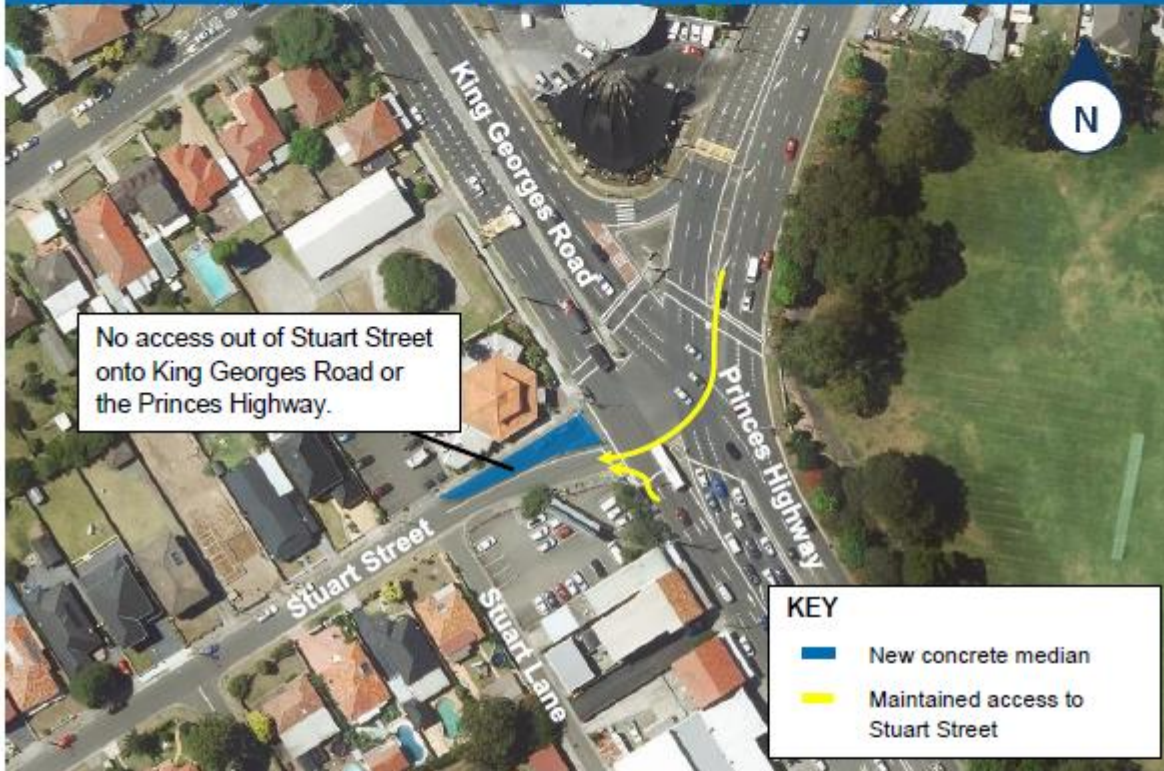 King Georges Road
N
No access out of Stuart Street
onto King Georges Road or
the Princes Highway.
Princes Highway
Stuart Street
Stuart Lane
KEY
New concrete median
Maintained access to
Stuart Street